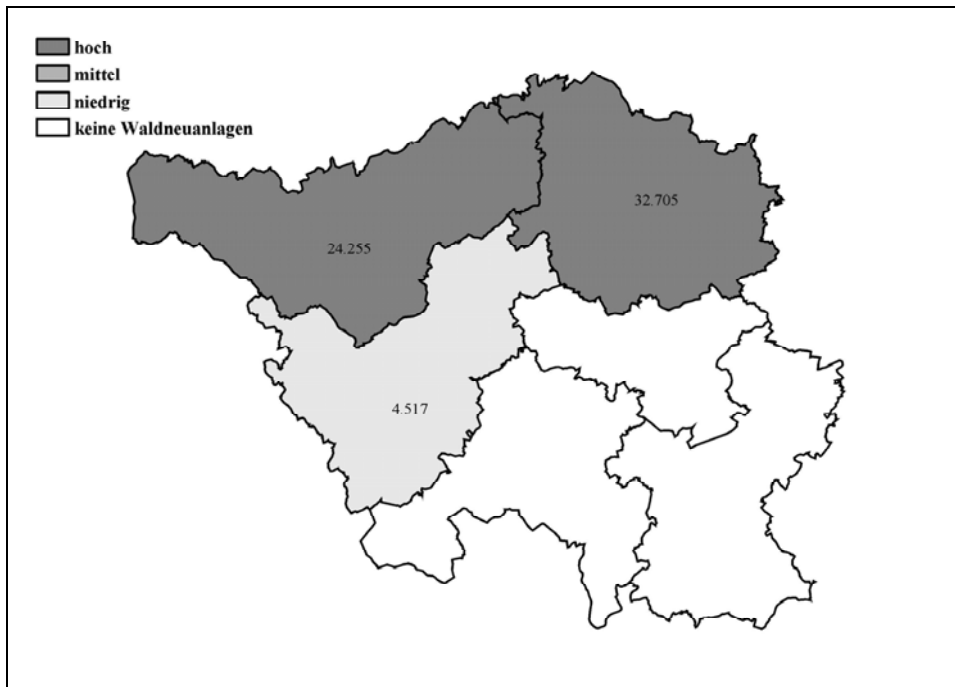 hoch
mittel
niedrig
keine Waldneuanlagen
32.705
24.255
4.517